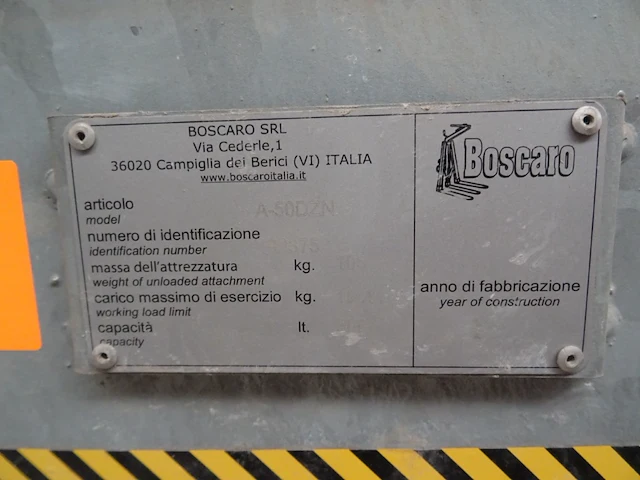 BOSCARO SRL
Via Cederle,1
36020 Campiglia dei Berici (VI) ITALIA
www.boscaroitalia.it
articolo A-50DZN
model
numero di identificazione
identification number
massa dell'attrezzatura kg.
weight of unloaded attachment
carico massimo di esercizio kg.
working load limit
capacità lt.
capacity
Boscaro
anno di fabbricazione
year of construction